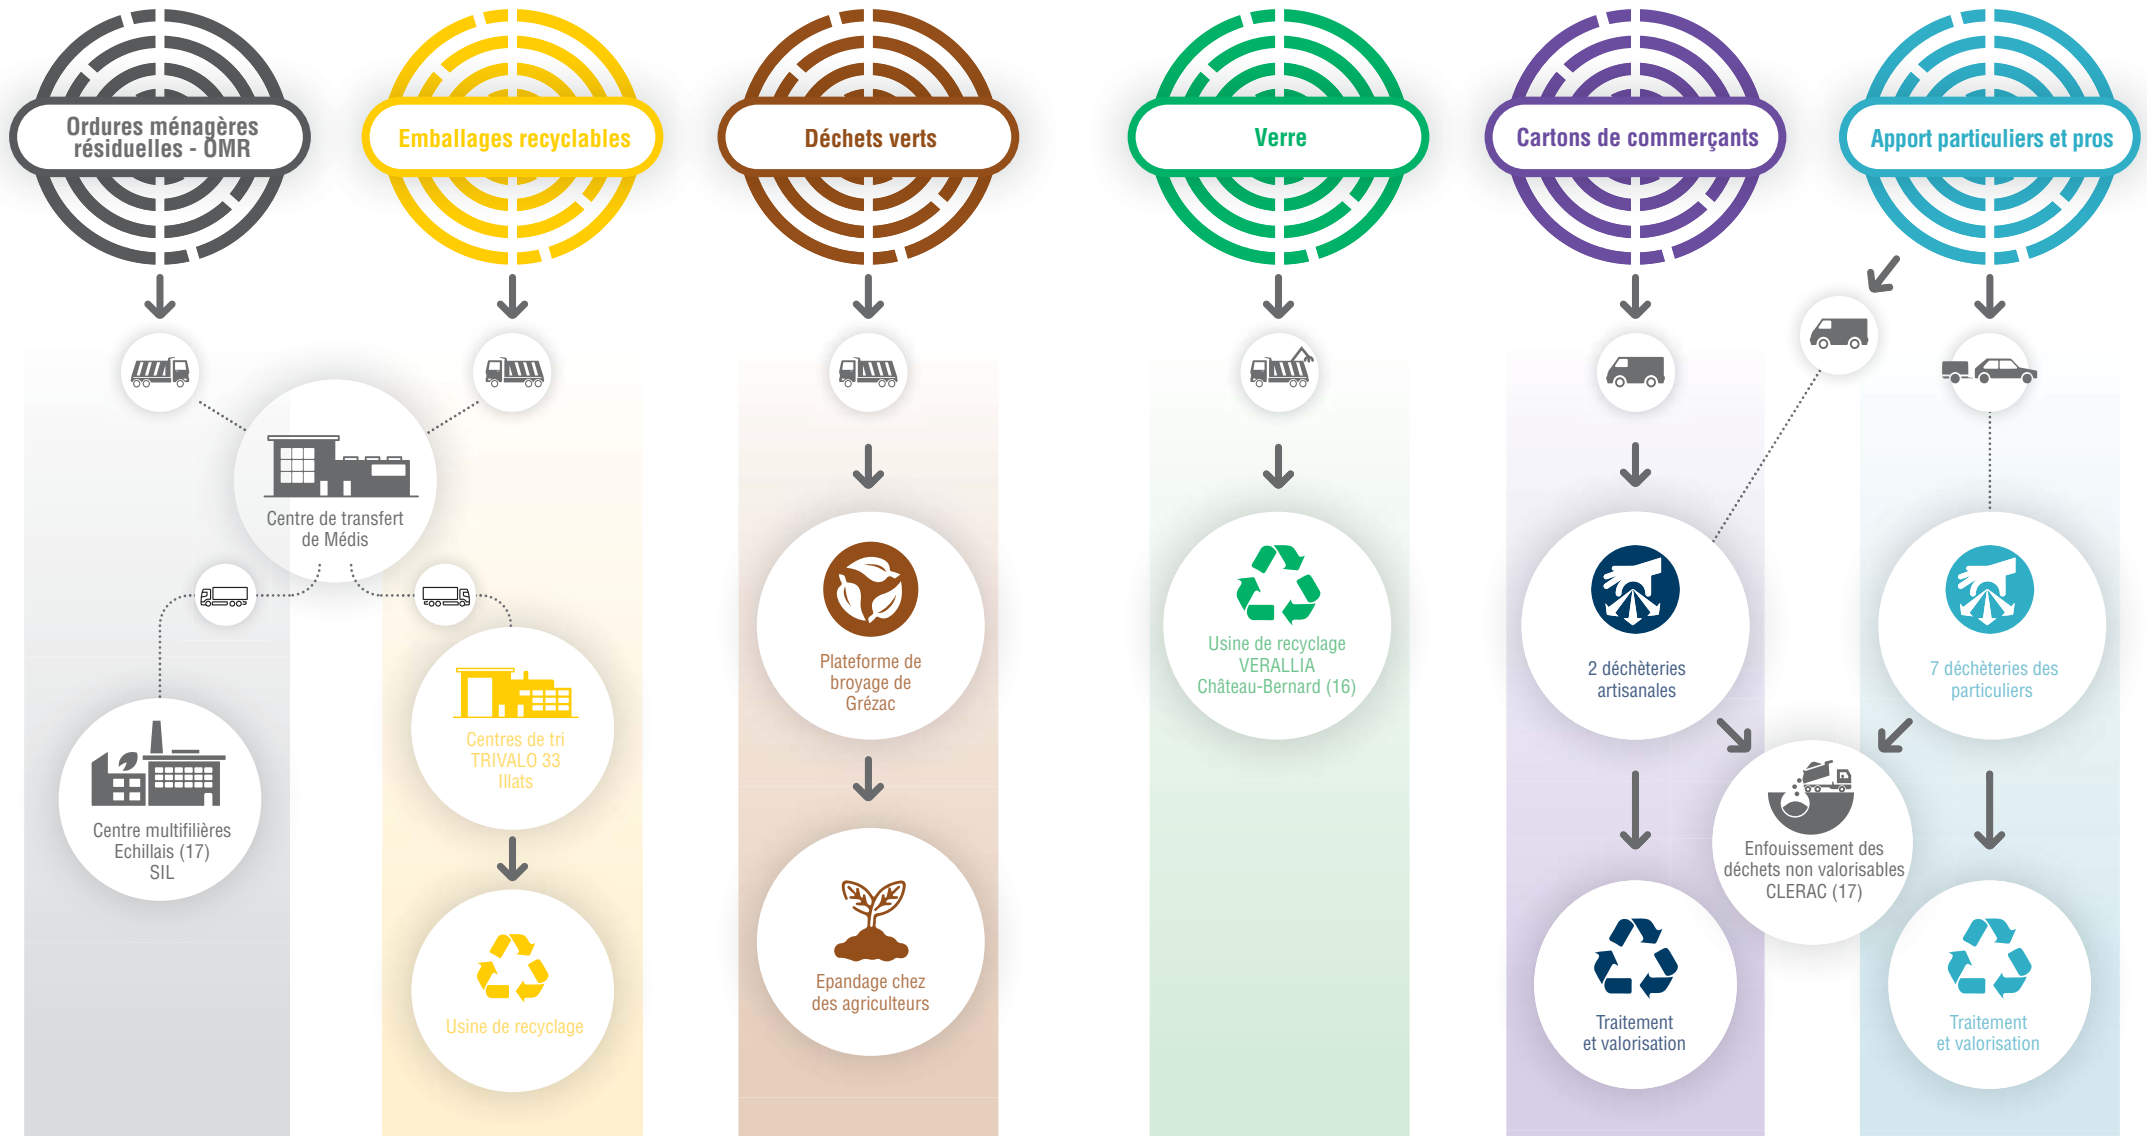 Ordures ménagères
résiduelles - OMR
Emballages recyclables
Déchets verts
Verre
Cartons de commerçants
Apport particuliers et pros
Centre de transfert
de Médis
Centre multifilières
Echillais (17)
SIL
Centres de tri
TRIVALO 33
Illats
Usine de recyclage
Plateforme de
broyage de
Grézac
Epandage chez
des agriculteurs
Usine de recyclage
VERALLIA
Château-Bernard (16)
2 déchèteries
artisanales
7 déchèteries des
particuliers
Enfouissement des
déchets non valorisables
CLERAC (17)
Traitement
et valorisation
Traitement
et valorisation